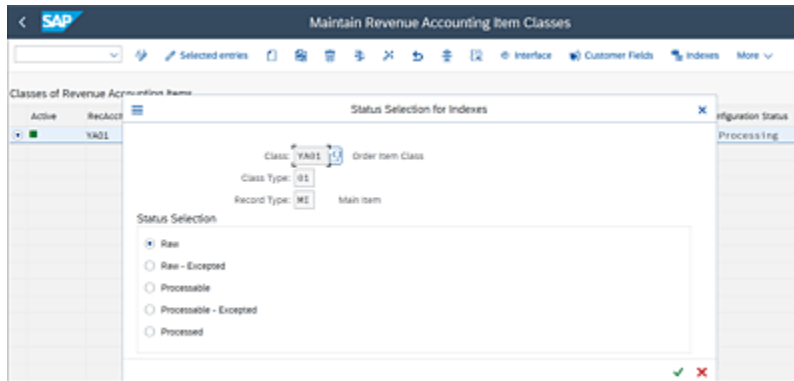 SAP Maintain Revenue Accounting Item Classes
Selected entries Interface Customer Fields Indexes More
Classes of Revenue Accounting Items
Active RecAcct Status
YA01 Processing
Status Selection for Indexes
Class: YA01 Order Item Class
Class Type: 01
Record Type: MI Main Item
Status Selection
Raw
Raw - Excepted
Processable
Processable - Excepted
Processed